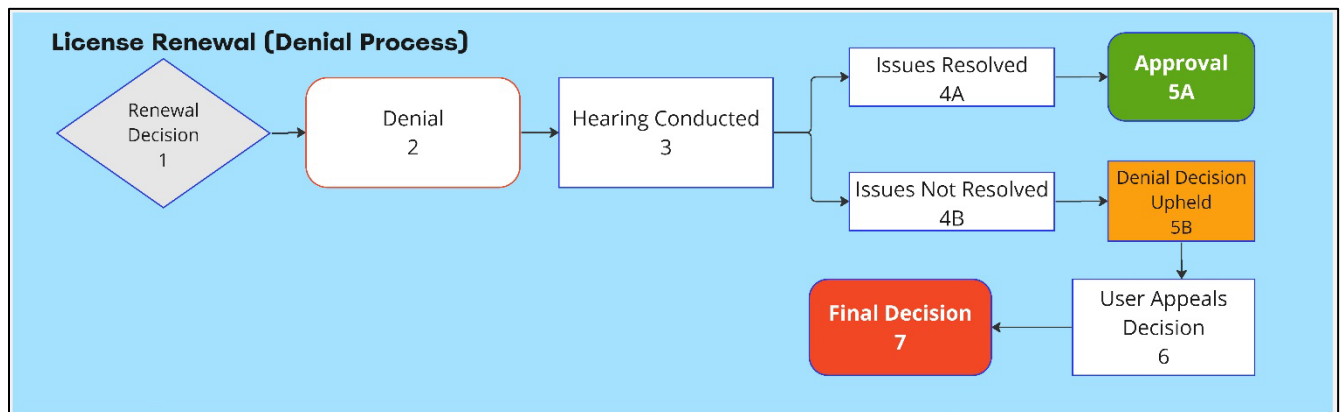 License Renewal (Denial Process)
Renewal
Decision
1
Denial
2
Hearing Conducted
3
Issues Resolved
4A
Approval
5A
Issues Not Resolved
4B
Denial Decision
Upheld
5B
User Appeals
Decision
6
Final Decision
7